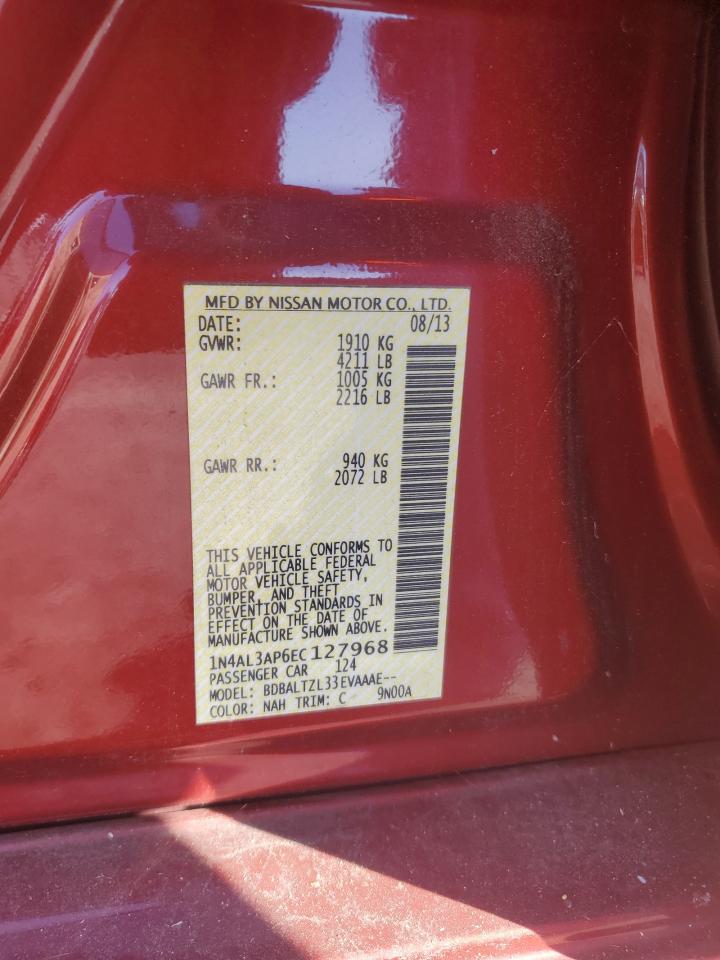 MFD BY NISSAN MOTOR CO., LTD.
DATE: 08/13
GVWR: 1910 KG
4211 LB
GAWR FR.: 1005 KG
2216 LB
GAWR RR.: 940 KG
2072 LB
THIS VEHICLE CONFORMS TO
ALL APPLICABLE FEDERAL
MOTOR VEHICLE SAFETY,
BUMPER, AND THEFT
PREVENTION STANDARDS IN
EFFECT ON THE DATE OF
MANUFACTURE SHOWN ABOVE.
1N4AL3AP6EC127968
PASSENGER CAR 124
MODEL: BDBALTZL33EVAAAE--
COLOR: NAH TRIM: C 9N00A